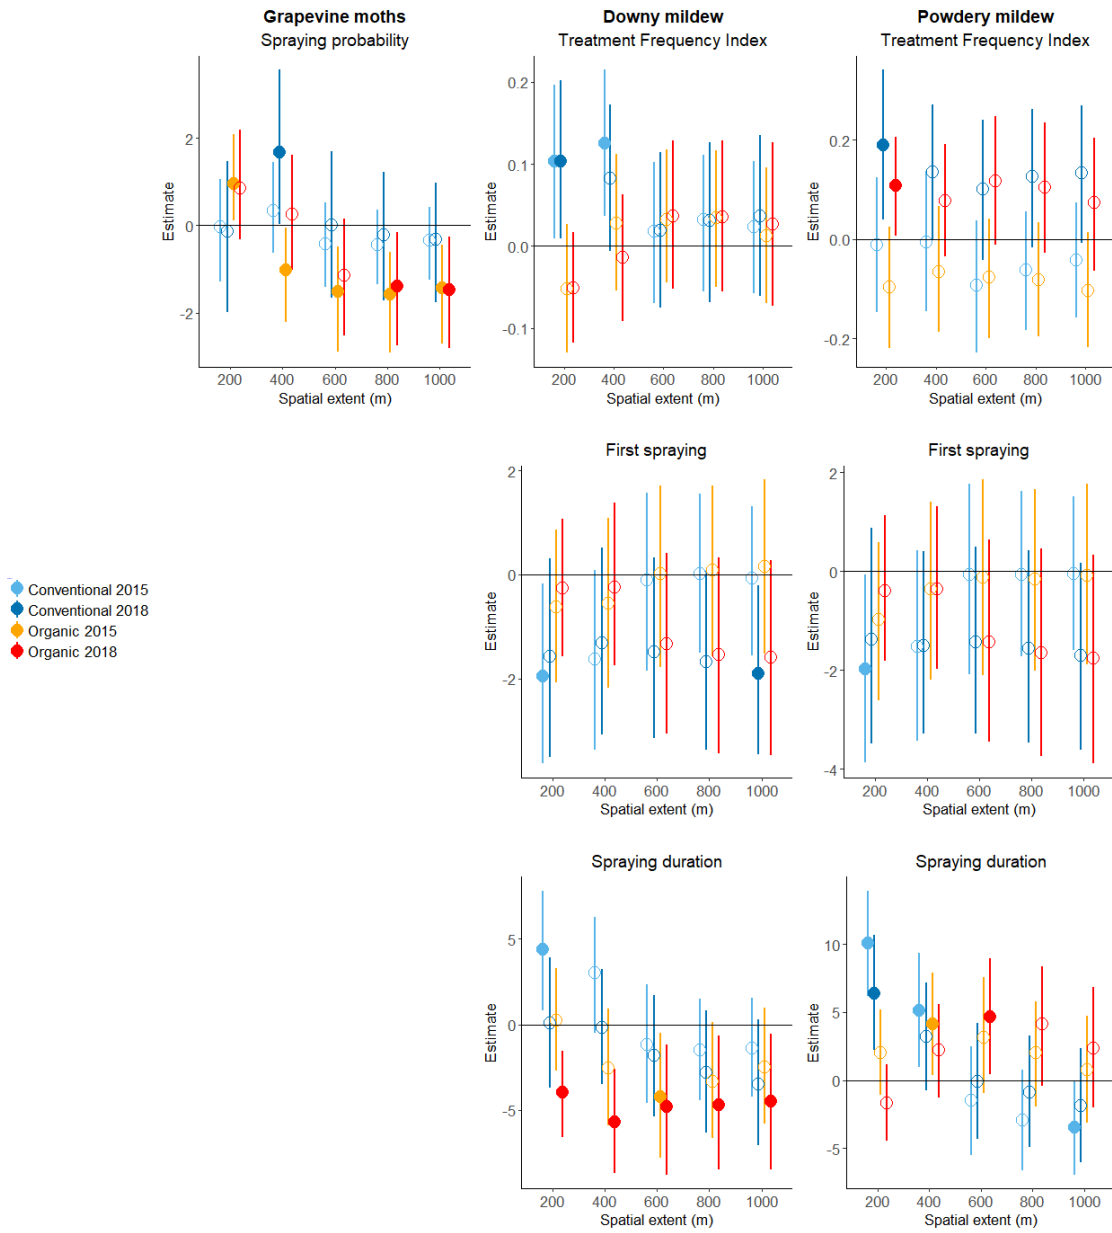 Grapevine moths
Downy mildew
Powdery mildew
Spraying probability
Treatment Frequency Index
Treatment Frequency Index
Estimate
2
0
-2
200 400 600 800 1000
Spatial extent (m)
Estimate
0.2
0.1
0.0
-0.1
200 400 600 800 1000
Spatial extent (m)
Estimate
0.2
0.0
-0.2
200 400 600 800 1000
Spatial extent (m)
First spraying
Estimate
2
0
-2
200 400 600 800 1000
Spatial extent (m)
First spraying
Estimate
2
0
-2
-4
200 400 600 800 1000
Spatial extent (m)
Conventional 2015
Conventional 2018
Organic 2015
Organic 2018
Spraying duration
Estimate
5
0
-5
200 400 600 800 1000
Spatial extent (m)
Spraying duration
Estimate
10
5
0
-5
200 400 600 800 1000
Spatial extent (m)